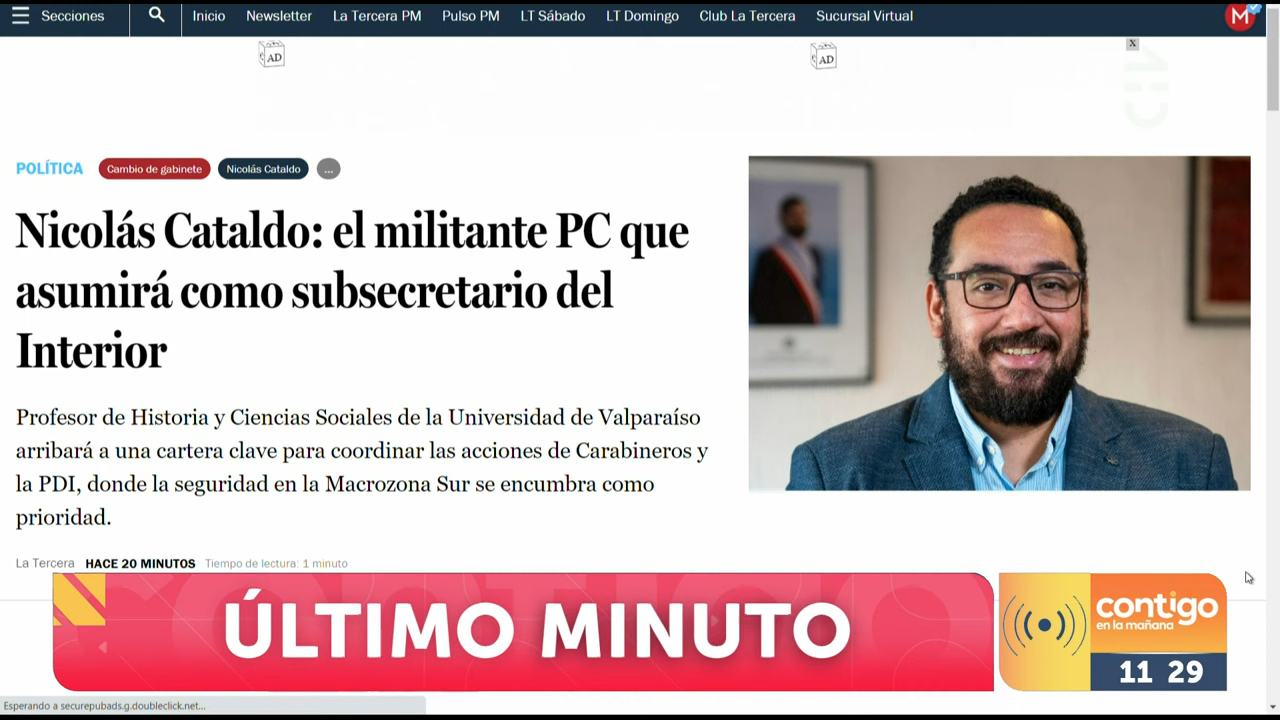 Secciones
Inicio
Newsletter
La Tercera PM
Pulso PM
LT Sábado
LT Domingo
Club La Tercera
Sucursal Virtual
M
AD
AD
X
CHV
POLÍTICA
Cambio de gabinete
Nicolás Cataldo
...
Nicolás Cataldo: el militante PC que
asumirá como subsecretario del
Interior
Profesor de Historia y Ciencias Sociales de la Universidad de Valparaíso
arribará a una cartera clave para coordinar las acciones de Carabineros y
la PDI, donde la seguridad en la Macrozona Sur se encumbra como
prioridad.
La Tercera HACE 20 MINUTOS Tiempo de lectura: 1 minuto
ÚLTIMO MINUTO
contigo
en la mañana
11 29
Esperando a securepubads.g.doubleclick.net...